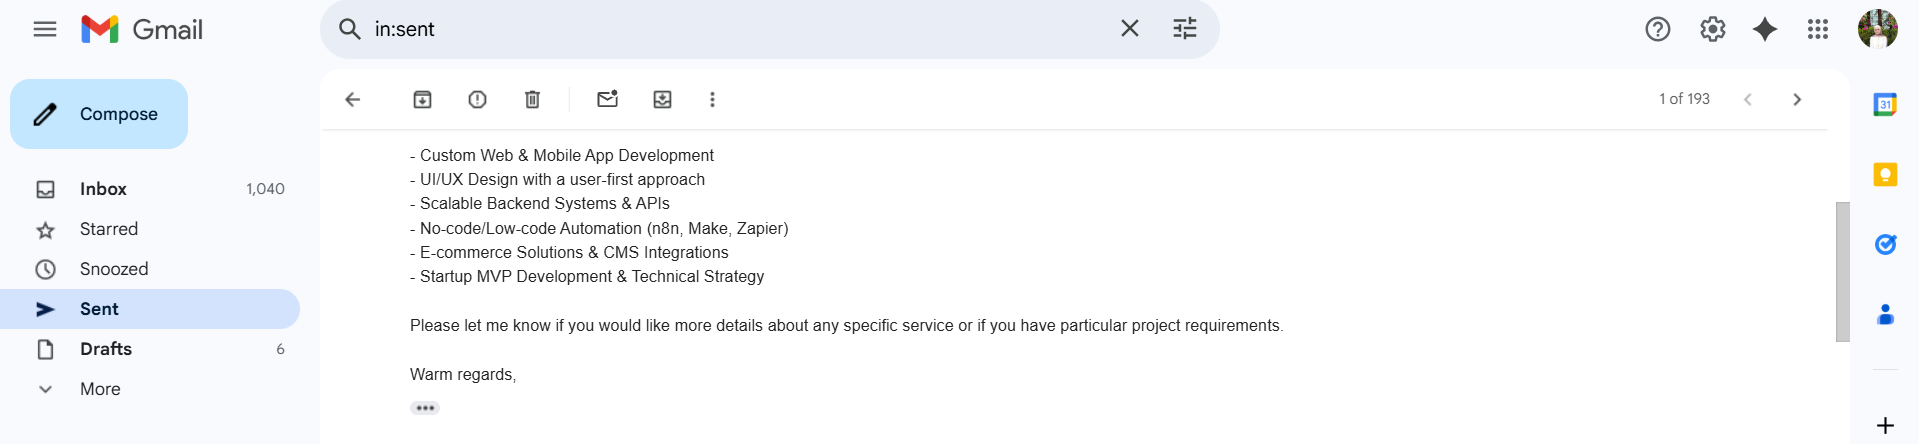 Gmail
in:sent
Compose
1 of 193
31
Inbox 1,040
Starred
Snoozed
Sent
Drafts 6
More
- Custom Web & Mobile App Development
- UI/UX Design with a user-first approach
- Scalable Backend Systems & APIs
- No-code/Low-code Automation (n8n, Make, Zapier)
- E-commerce Solutions & CMS Integrations
- Startup MVP Development & Technical Strategy
Please let me know if you would like more details about any specific service or if you have particular project requirements.
Warm regards,